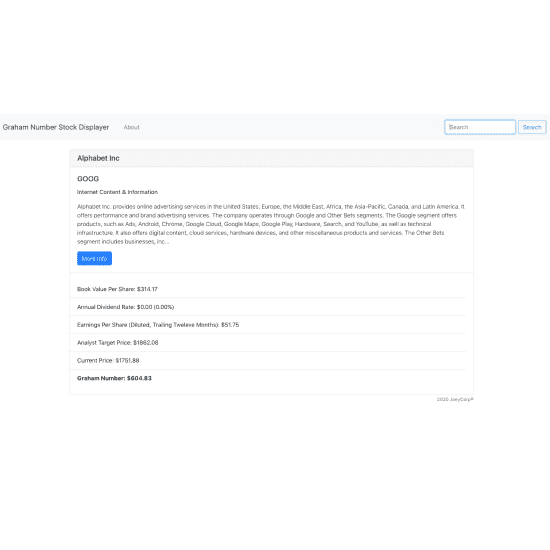 Graham Number Stock Displayer About Search Search
Alphabet Inc
GOOG
Internet Content & Information
Alphabet Inc. provides online advertising services in the United States, Europe, the Middle East, Africa, the Asia-Pacific, Canada, and Latin America. It
offers performance and brand advertising services. The company operates through Google and Other Bets segments. The Google segment offers
products, such as Ads, Android, Chrome, Google Cloud, Google Maps, Google Play, Hardware, Search, and YouTube, as well as technical
infrastructure. It also offers digital content, cloud services, hardware devices, and other miscellaneous products and services. The Other Bets
segment includes businesses, inc...
More Info
Book Value Per Share: $314.17
Annual Dividend Rate: $0.00 (0.00%)
Earnings Per Share (Diluted, Trailing Tweleve Months): $51.75
Analyst Target Price: $1862.08
Current Price: $1751.88
Graham Number: $604.83
2020 JoeyCorp®